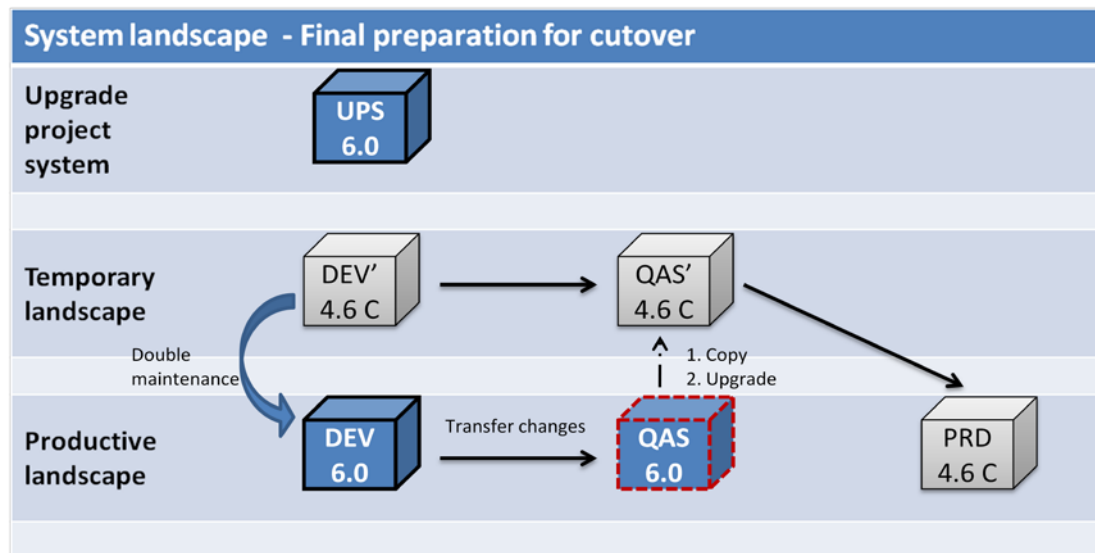 System landscape - Final preparation for cutover
Upgrade
project
system
UPS
6.0
Temporary
landscape
DEV’
4.6 C
QAS’
4.6 C
Double
maintenance
1. Copy
2. Upgrade
Productive
landscape
DEV
6.0
Transfer changes
QAS
6.0
PRD
4.6 C